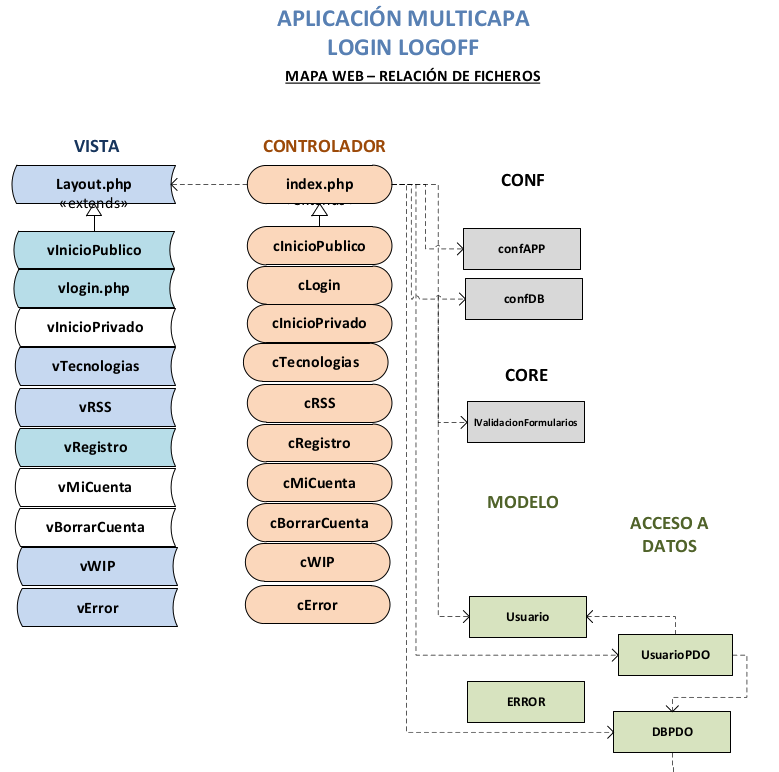 APLICACIÓN MULTICAPA
LOGIN LOGOFF
MAPA WEB – RELACIÓN DE FICHEROS
VISTA
Layout.php
«extends»
vInicioPublico
vlogin.php
vInicioPrivado
vTecnologias
vRSS
vRegistro
vMiCuenta
vBorrarCuenta
vWIP
vError
CONTROLADOR
index.php
cInicioPublico
cLogin
cInicioPrivado
cTecnologias
cRSS
cRegistro
cMiCuenta
cBorrarCuenta
cWIP
cError
CONF
confAPP
confDB
CORE
lValidacionFormularios
MODELO
Usuario
ERROR
ACCESO A
DATOS
UsuarioPDO
DBPDO